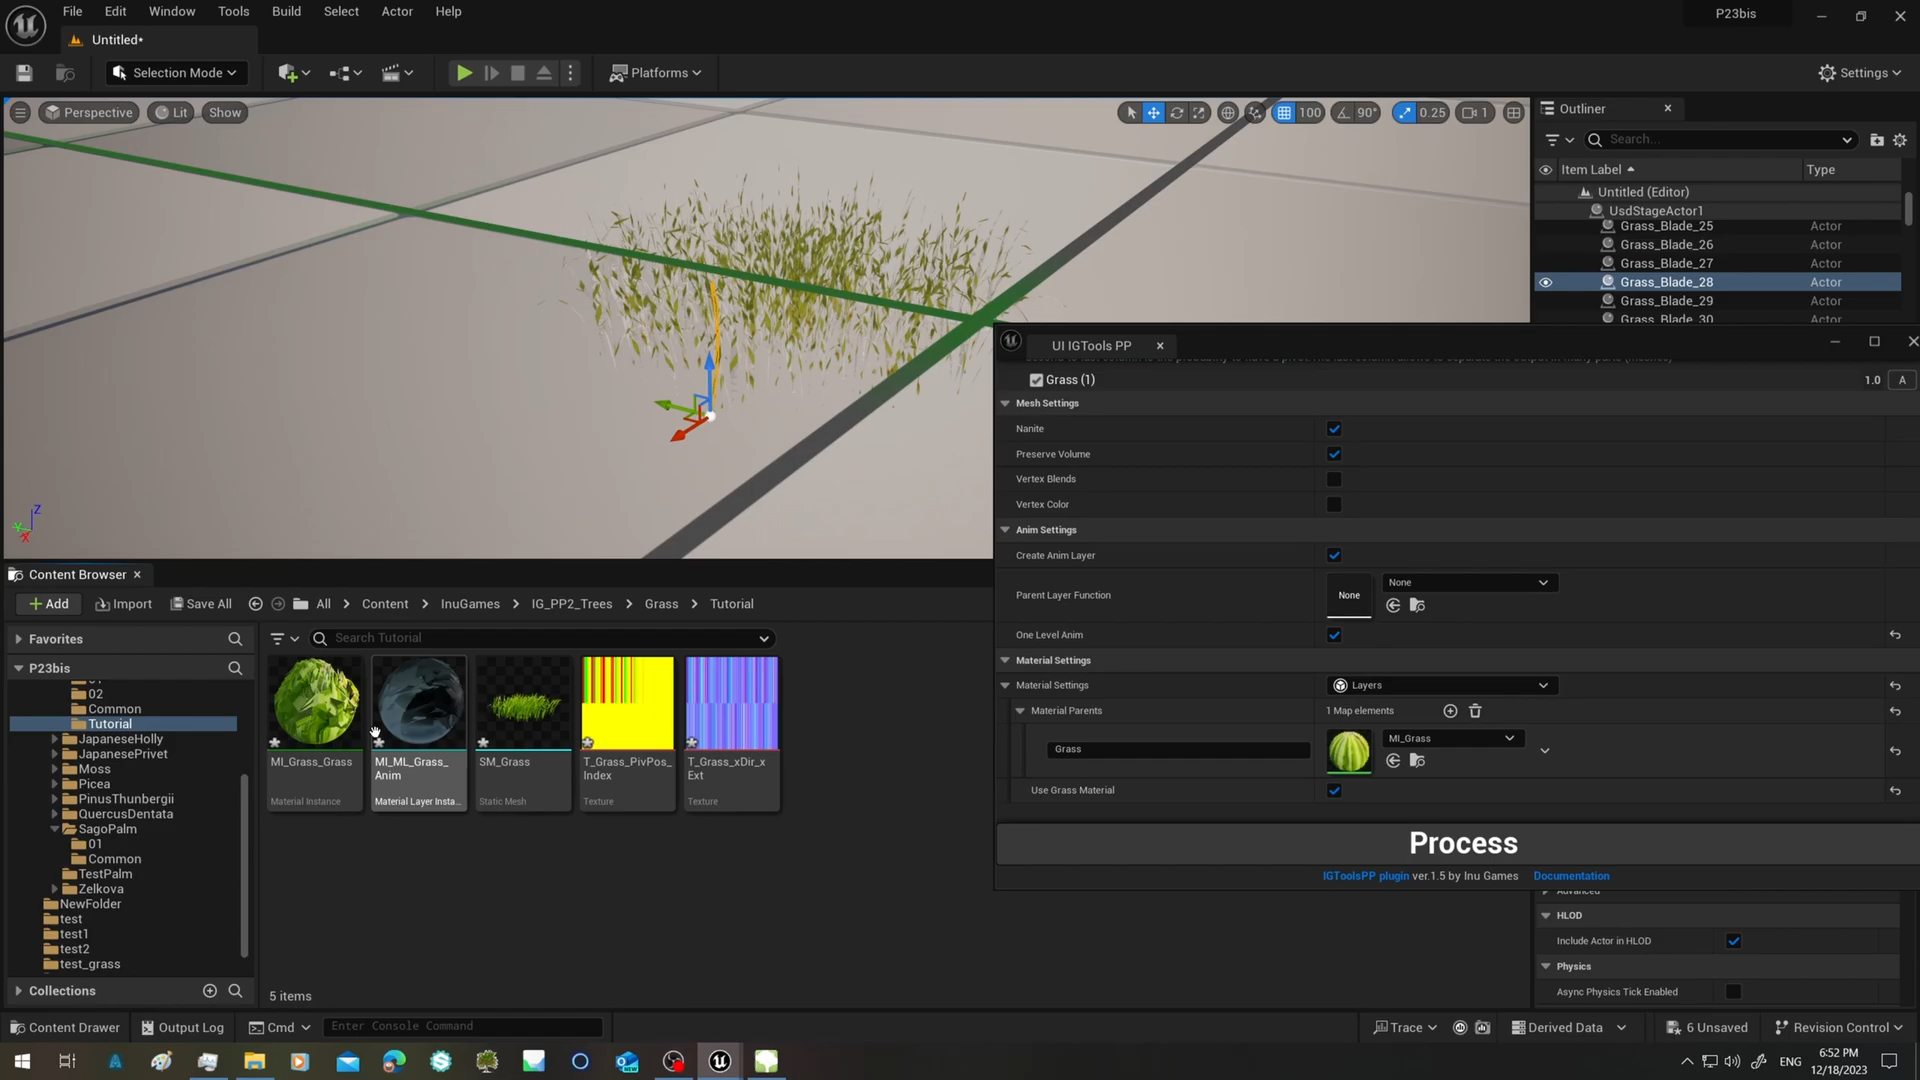 File Edit Window Tools Build Select Actor Help
P23bis
Untitled*
Selection Mode
Platforms
Settings
Perspective Lit Show
100 90° 0.25 1
Outliner
Search...
Item Label Type
Untitled (Editor)
UsdStageActor1
Grass_Blade_25 Actor
Grass_Blade_26 Actor
Grass_Blade_27 Actor
Grass_Blade_28 Actor
Grass_Blade_29 Actor
Grass_Blade_30 Actor
UI IGTools PP
Grass (1) 1.0 A
Mesh Settings
Nanite
Preserve Volume
Vertex Blends
Vertex Color
Anim Settings
Create Anim Layer
Parent Layer Function
None
None
One Level Anim
Material Settings
Material Settings
Layers
Material Parents
1 Map elements
Grass
MI_Grass
Use Grass Material
Process
IGToolsPP plugin ver.1.5 by Inu Games Documentation
Advanced
HLOD
Include Actor in HLOD
Physics
Async Physics Tick Enabled
Z
Y
X
Content Browser
Add Import Save All All Content InuGames IG_PP2_Trees Grass Tutorial
Favorites
Search Tutorial
P23bis
01
02
Common
Tutorial
JapaneseHolly
JapanesePrivet
Moss
Picea
PinusThunbergii
QuercusDentata
SagoPalm
01
Common
TestPalm
Zelkova
NewFolder
test
test1
test2
test_grass
Collections
MI_Grass_Grass
Material Instance
MI_ML_Grass_
Anim
Material Layer Insta...
SM_Grass
Static Mesh
T_Grass_PivPos_
Index
Texture
T_Grass_xDir_x
Ext
Texture
5 items
Content Drawer Output Log Cmd Enter Console Command
Trace Derived Data 6 Unsaved Revision Control
NEW
ENG
6:52 PM
12/18/2023